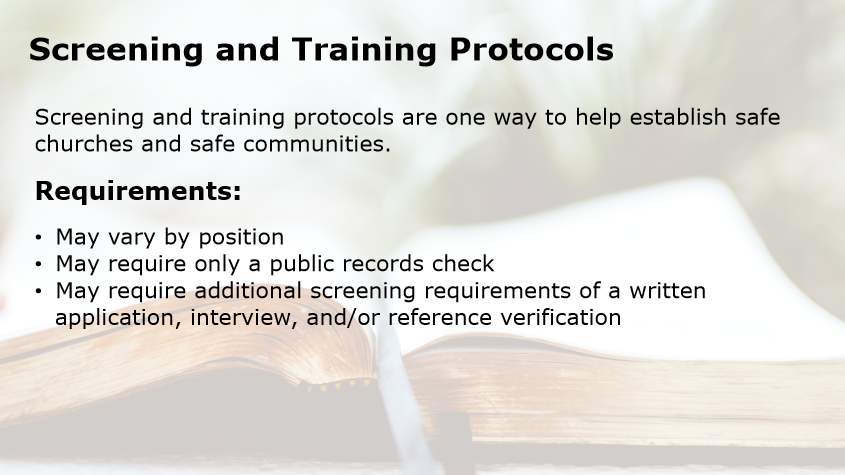 Screening and Training Protocols
Screening and training protocols are one way to help establish safe
churches and safe communities.
Requirements:
• May vary by position
• May require only a public records check
• May require additional screening requirements of a written
application, interview, and/or reference verification